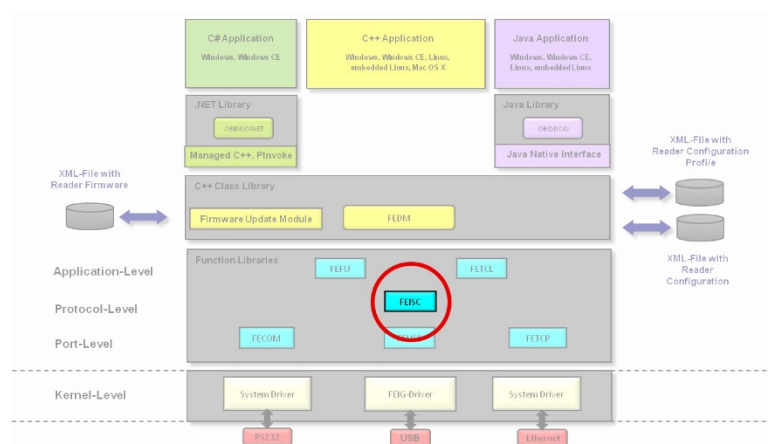 C# Application
Windows, Windows CE
C++ Application
Windows, Windows CE, Linux,
embedded Linux, Mac OS X
Java Application
Windows, Windows CE,
Linux, embedded Linux
.NET Library
OBIDISC4NET
Managed C++, PInvoke
Java Library
OBIDISC4J
Java Native Interface
XML-File with
Reader Firmware
XML-File with
Reader Configuration
Profile
C++ Class Library
Firmware Update Module
FEDM
XML-File with
Reader
Configuration
Function Libraries
Application-Level
FEFU
FETCL
Protocol-Level
FEISC
Port-Level
FECOM
FETCP
Kernel-Level
System Driver
FEIG-Driver
System Driver
RS232
USB
Ethernet